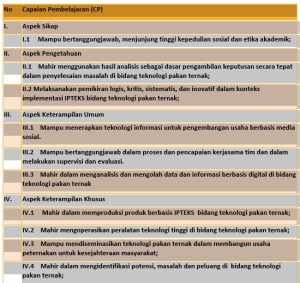 No Capaian Pembelajaran (CP)
I. Aspek Sikap
I.1 Mampu bertanggungjawab, menjunjung tinggi kepedulian sosial dan etika akademik;
II. Aspek Pengetahuan
II.1 Mahir menggunakan hasil analisis sebagai dasar pengambilan keputusan secara tepat
dalam penyelesaian masalah di bidang teknologi pakan ternak;
II.2 Melaksanakan pemikiran logis, kritis, sistematis, dan inovatif dalam konteks
implementasi IPTEKS bidang teknologi pakan ternak;
III. Aspek Keterampilan Umum
III.1 Mampu menerapkan teknologi informasi untuk pengembangan usaha berbasis media
sosial.
III.2 Mampu bertanggungjawab dalam proses dan pencapaian kerjasama tim dan dalam
melakukan supervisi dan evaluasi.
III.3 Mahir dalam menganalisis dan mengolah data dan informasi berbasis digital di bidang
teknologi pakan ternak
IV. Aspek Keterampilan Khusus
IV.1 Mahir dalam memproduksi produk berbasis IPTEKS bidang teknologi pakan ternak;
IV.2 Mahir mengoperasikan peralatan teknologi tinggi di bidang teknologi pakan ternak;
IV.3 Mampu mendiseminasikan teknologi pakan ternak dalam membangun usaha
peternakan untuk kesejahteraan masyarakat;
IV.4 Mahir dalam mengidentifikasi potensi, masalah dan peluang di bidang teknologi
pakan ternak;